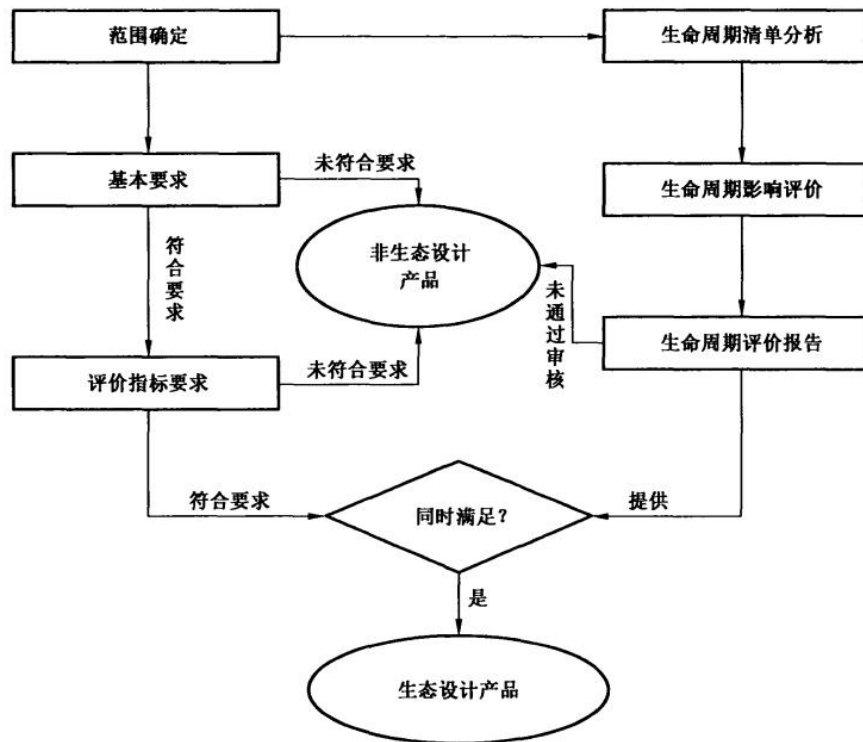 范围确定
生命周期清单分析
基本要求
未符合要求
生命周期影响评价
符合要求
非生态设计
产品
未通过审核
生命周期评价报告
评价指标要求
未符合要求
符合要求
同时满足?
提供
是
生态设计产品